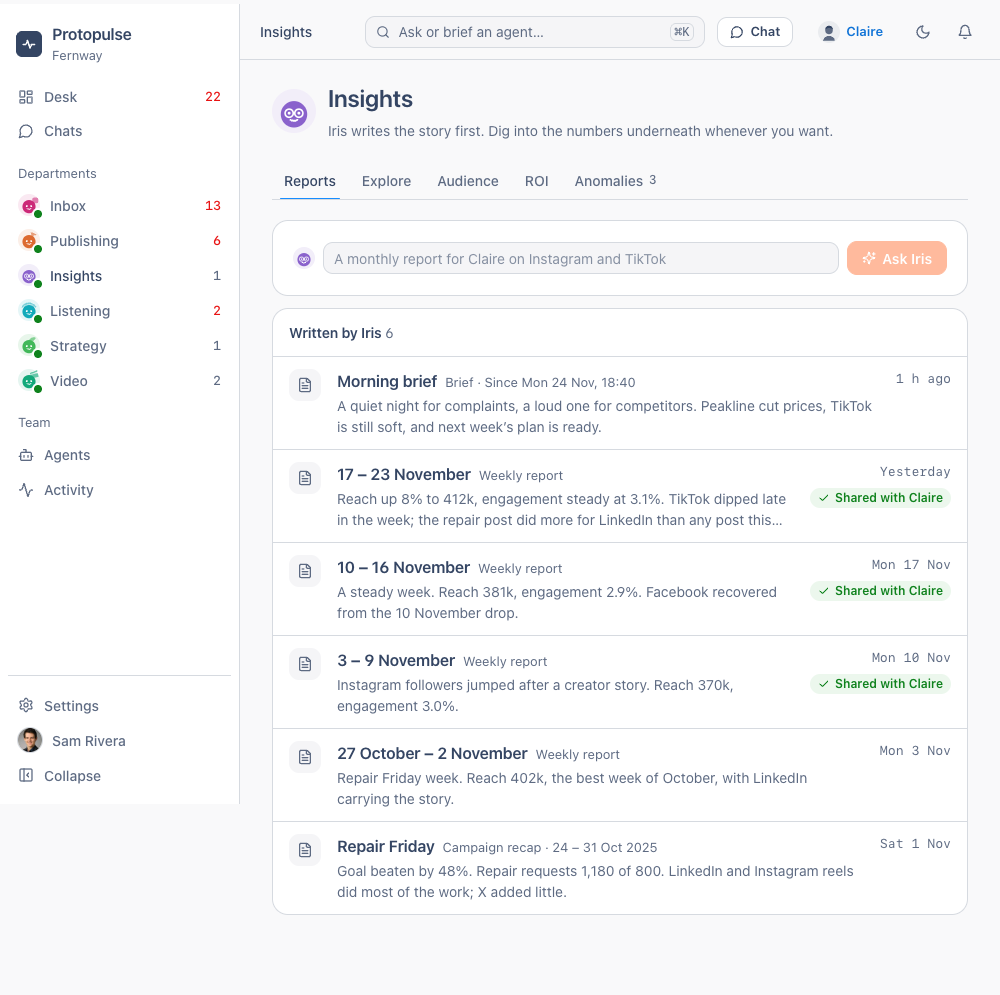 Protopulse
Fernway
Desk 22
Chats
Departments
Inbox 13
Publishing 6
Insights 1
Listening 2
Strategy 1
Video 2
Team
Agents
Activity
Settings
Sam Rivera
Collapse
Insights
Ask or brief an agent... ⌘K
Chat
Claire
Insights
Iris writes the story first. Dig into the numbers underneath whenever you want.
Reports Explore Audience ROI Anomalies 3
A monthly report for Claire on Instagram and TikTok
Ask Iris
Written by Iris 6
Morning brief Brief · Since Mon 24 Nov, 18:40 1 h ago
A quiet night for complaints, a loud one for competitors. Peakline cut prices, TikTok
is still soft, and next week's plan is ready.
17 – 23 November Weekly report Yesterday
Reach up 8% to 412k, engagement steady at 3.1%. TikTok dipped late
Shared with Claire
in the week; the repair post did more for LinkedIn than any post this...
10 – 16 November Weekly report Mon 17 Nov
A steady week. Reach 381k, engagement 2.9%. Facebook recovered
Shared with Claire
from the 10 November drop.
3 – 9 November Weekly report Mon 10 Nov
Instagram followers jumped after a creator story. Reach 370k,
Shared with Claire
engagement 3.0%.
27 October – 2 November Weekly report Mon 3 Nov
Repair Friday week. Reach 402k, the best week of October, with LinkedIn
carrying the story.
Repair Friday Campaign recap · 24 – 31 Oct 2025 Sat 1 Nov
Goal beaten by 48%. Repair requests 1,180 of 800. LinkedIn and Instagram reels
did most of the work; X added little.